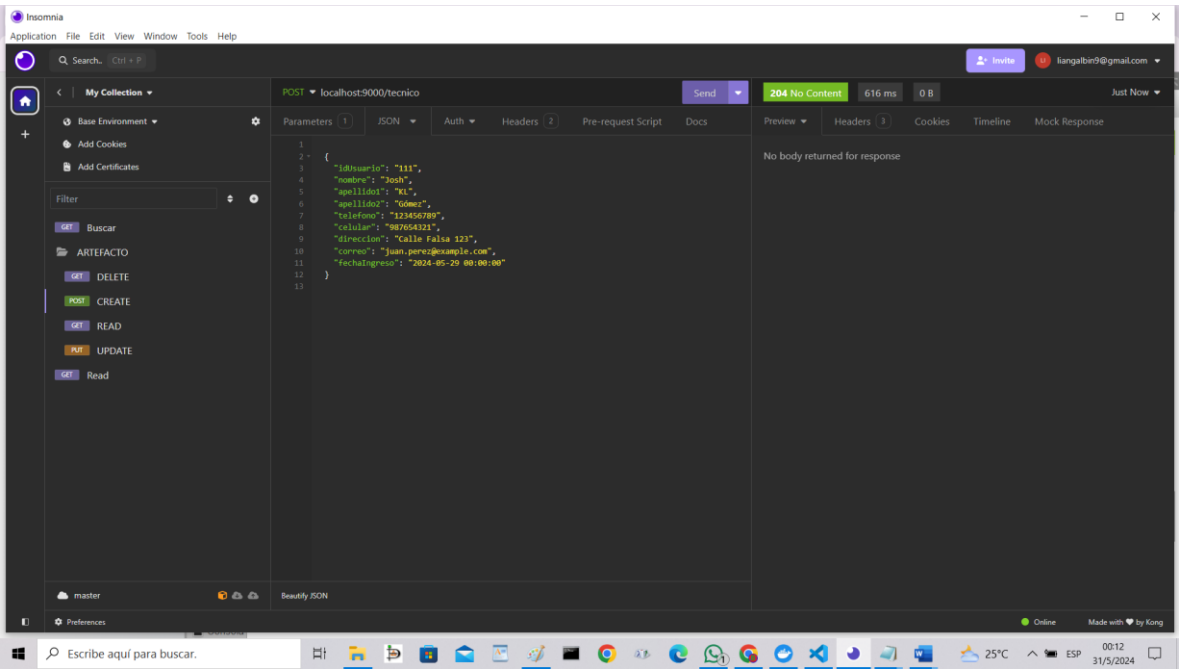 Insomnia
Application File Edit View Window Tools Help
Search.. Ctrl + P
Invite
LI
liangalbin9@gmail.com
My Collection
Base Environment
Add Cookies
Add Certificates
Filter
GET Buscar
ARTEFACTO
GET DELETE
POST CREATE
GET READ
PUT UPDATE
GET Read
master
Preferences
POST localhost:9000/tecnico
Send
Parameters 1 JSON Auth Headers 2 Pre-request Script Docs
1
2 {
3 "idUsuario": "111",
4 "nombre": "Josh",
5 "apellido1": "KL",
6 "apellido2": "Gómez",
7 "telefono": "123456789",
8 "celular": "987654321",
9 "direccion": "Calle Falsa 123",
10 "correo": "juan.perez@example.com",
11 "fechaIngreso": "2024-05-29 00:00:00"
12 }
13
Beautify JSON
204 No Content 616 ms 0 B Just Now
Preview Headers 3 Cookies Timeline Mock Response
No body returned for response
Online Made with ♥ by Kong
Escribe aquí para buscar.
1
25°C ESP
00:12
31/5/2024